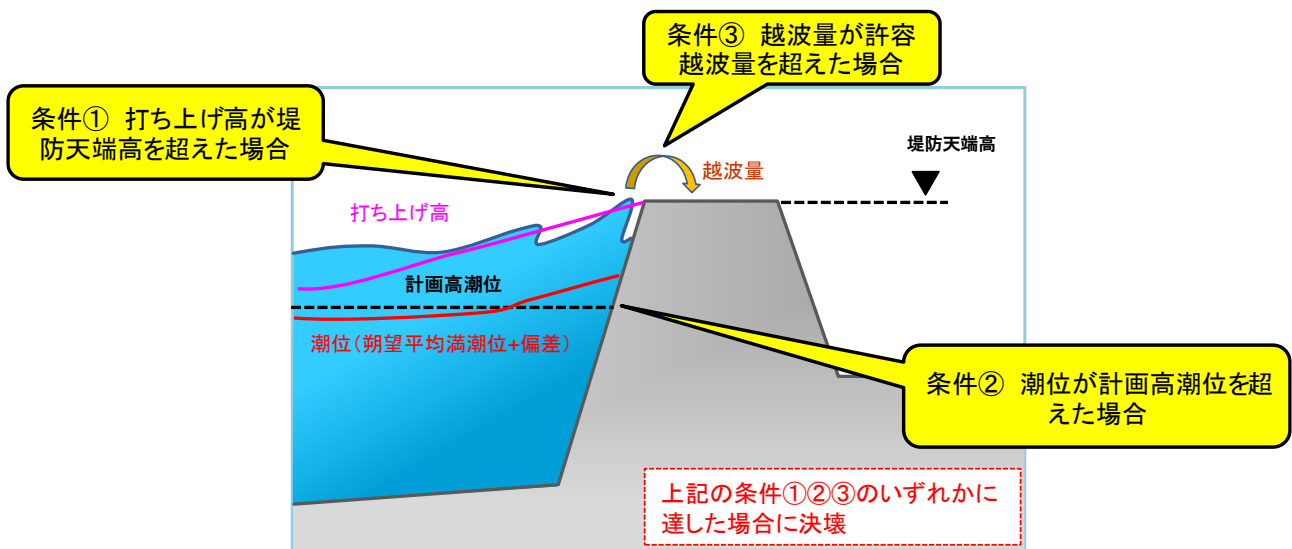 条件③ 越波量が許容
越波量を超えた場合
条件① 打ち上げ高が堤
防天端高を超えた場合
堤防天端高
越波量
打ち上げ高
計画高潮位
潮位(朔望平均満潮位+偏差)
条件② 潮位が計画高潮位を超
えた場合
上記の条件①②③のいずれかに
達した場合に決壊